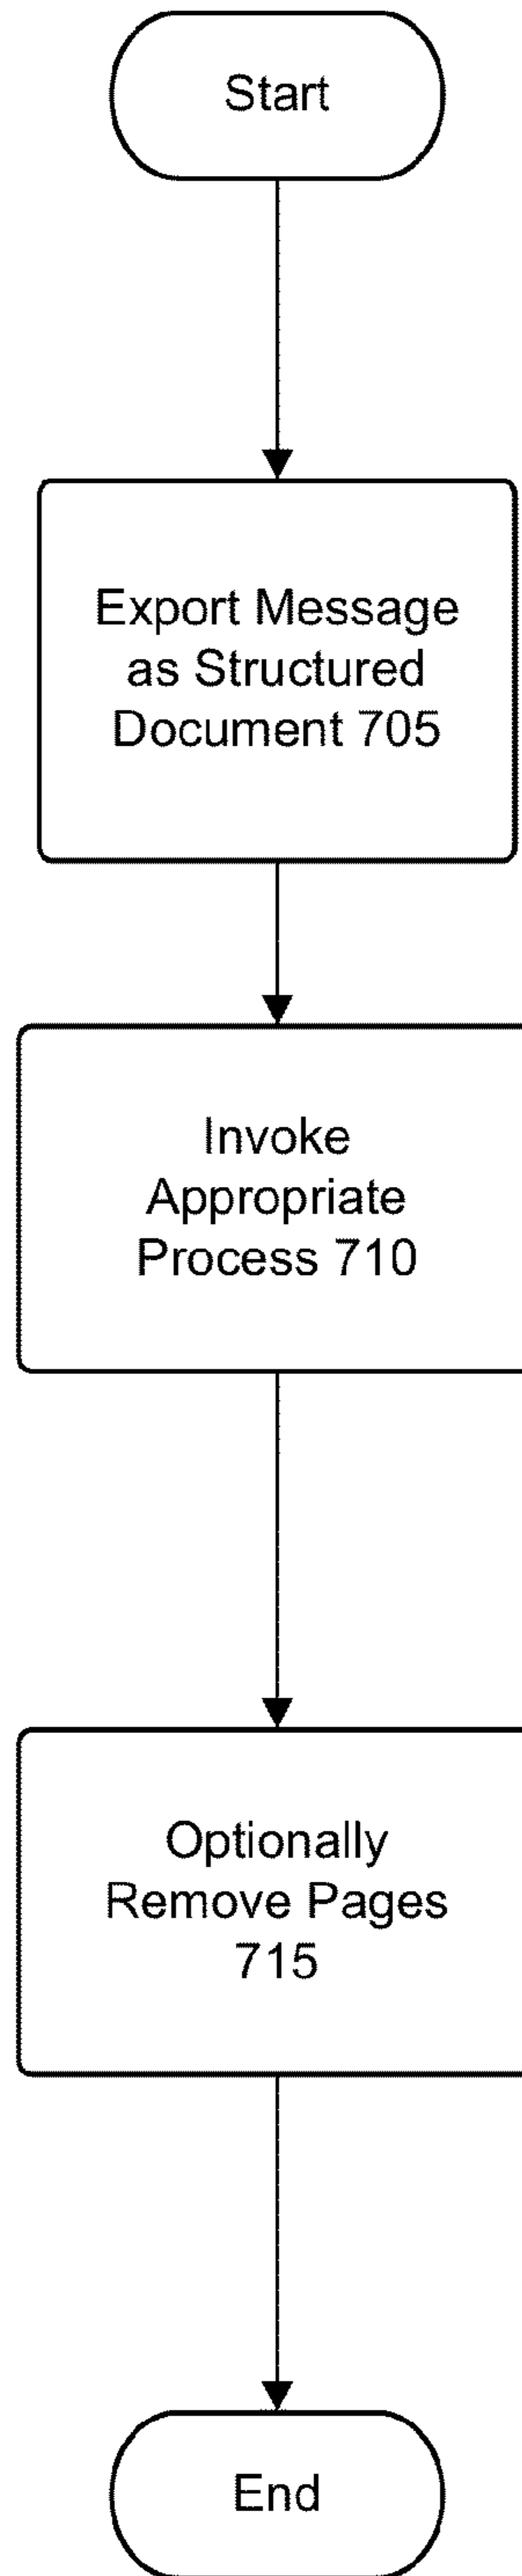 Start
Export Message
as Structured
Document 705
Invoke
Appropriate
Process 710
Optionally
Remove Pages
715
End